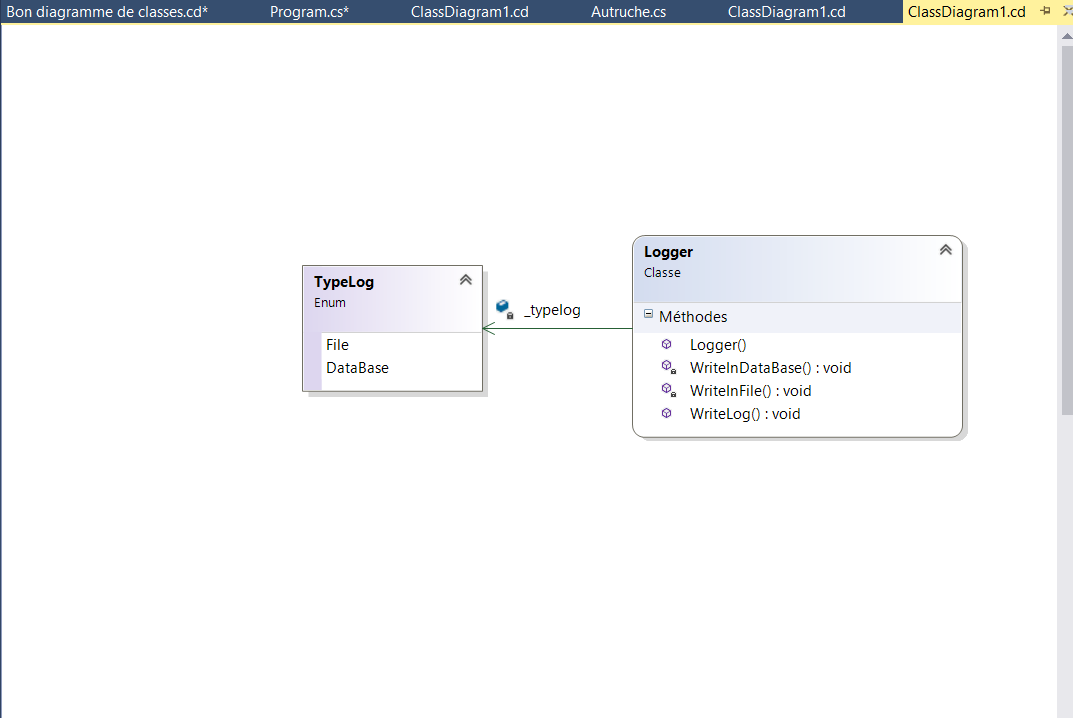 Bon diagramme de classes.cd* Program.cs* ClassDiagram1.cd Autruche.cs ClassDiagram1.cd ClassDiagram1.cd
TypeLog
Enum
File
DataBase
_typelog
Logger
Classe
Méthodes
Logger()
WriteInDataBase() : void
WriteInFile() : void
WriteLog() : void